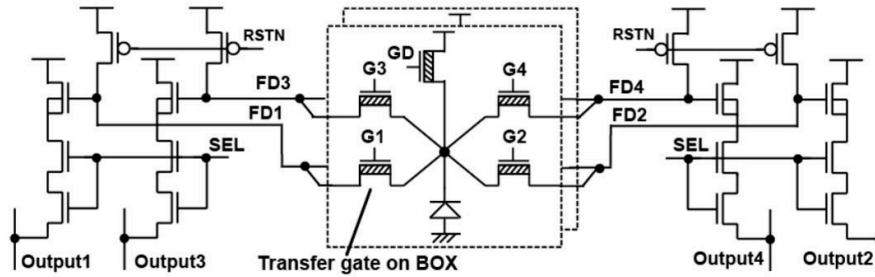 RSTN
GD
RSTN
G3
G4
FD3
FD4
FD1
FD2
G1
G2
SEL
SEL
Output1
Output3
Transfer gate on BOX
Output4
Output2